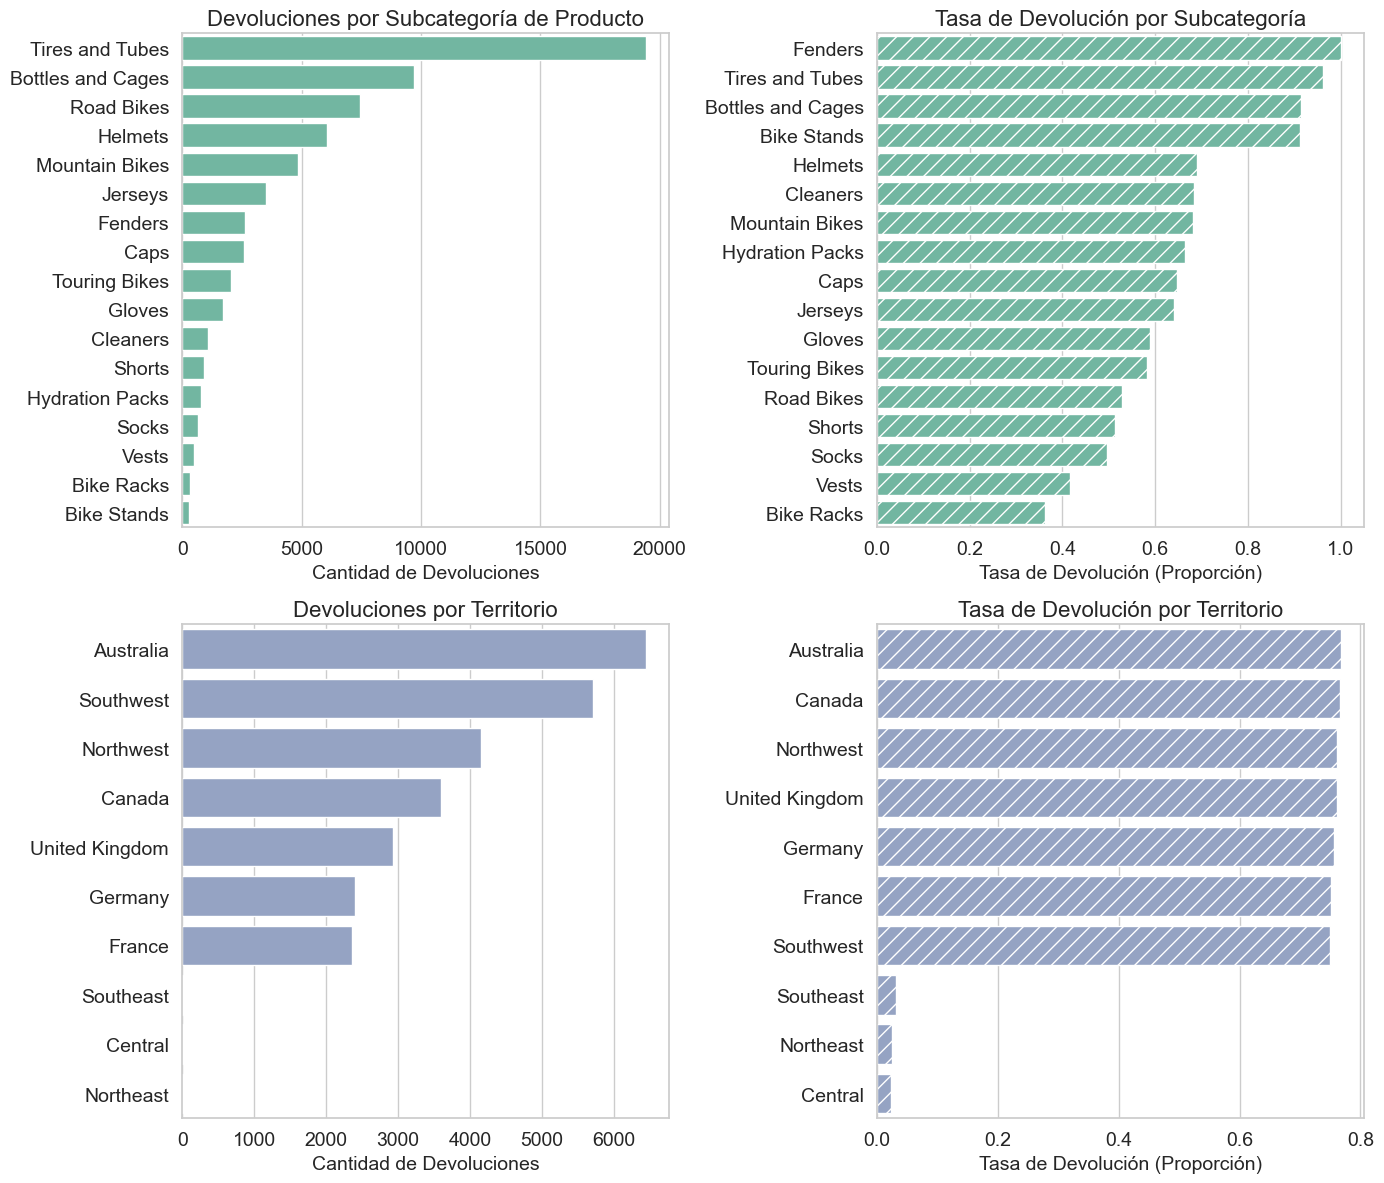 Devoluciones por Subcategoría de Producto
Tires and Tubes
Bottles and Cages
Road Bikes
Helmets
Mountain Bikes
Jerseys
Fenders
Caps
Touring Bikes
Gloves
Cleaners
Shorts
Hydration Packs
Socks
Vests
Bike Racks
Bike Stands
0 5000 10000 15000 20000
Cantidad de Devoluciones
Tasa de Devolución por Subcategoría
Fenders
Tires and Tubes
Bottles and Cages
Bike Stands
Helmets
Cleaners
Mountain Bikes
Hydration Packs
Caps
Jerseys
Gloves
Touring Bikes
Road Bikes
Shorts
Socks
Vests
Bike Racks
0.0 0.2 0.4 0.6 0.8 1.0
Tasa de Devolución (Proporción)
Devoluciones por Territorio
Australia
Southwest
Northwest
Canada
United Kingdom
Germany
France
Southeast
Central
Northeast
0 1000 2000 3000 4000 5000 6000
Cantidad de Devoluciones
Tasa de Devolución por Territorio
Australia
Canada
Northwest
United Kingdom
Germany
France
Southwest
Southeast
Northeast
Central
0.0 0.2 0.4 0.6 0.8
Tasa de Devolución (Proporción)